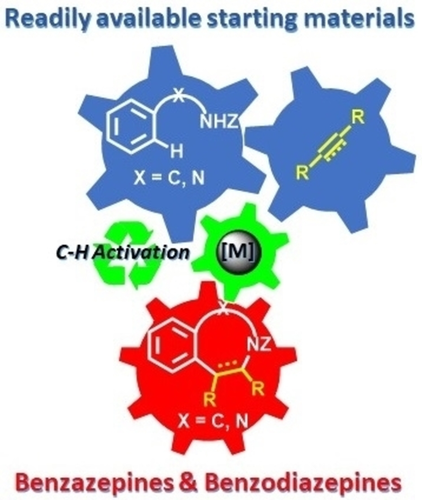 Readily available starting materials
X
NHZ
H
X = C, N
R
R
C-H Activation
[M]
X
NZ
R
R
X = C, N
Benzazepines & Benzodiazepines